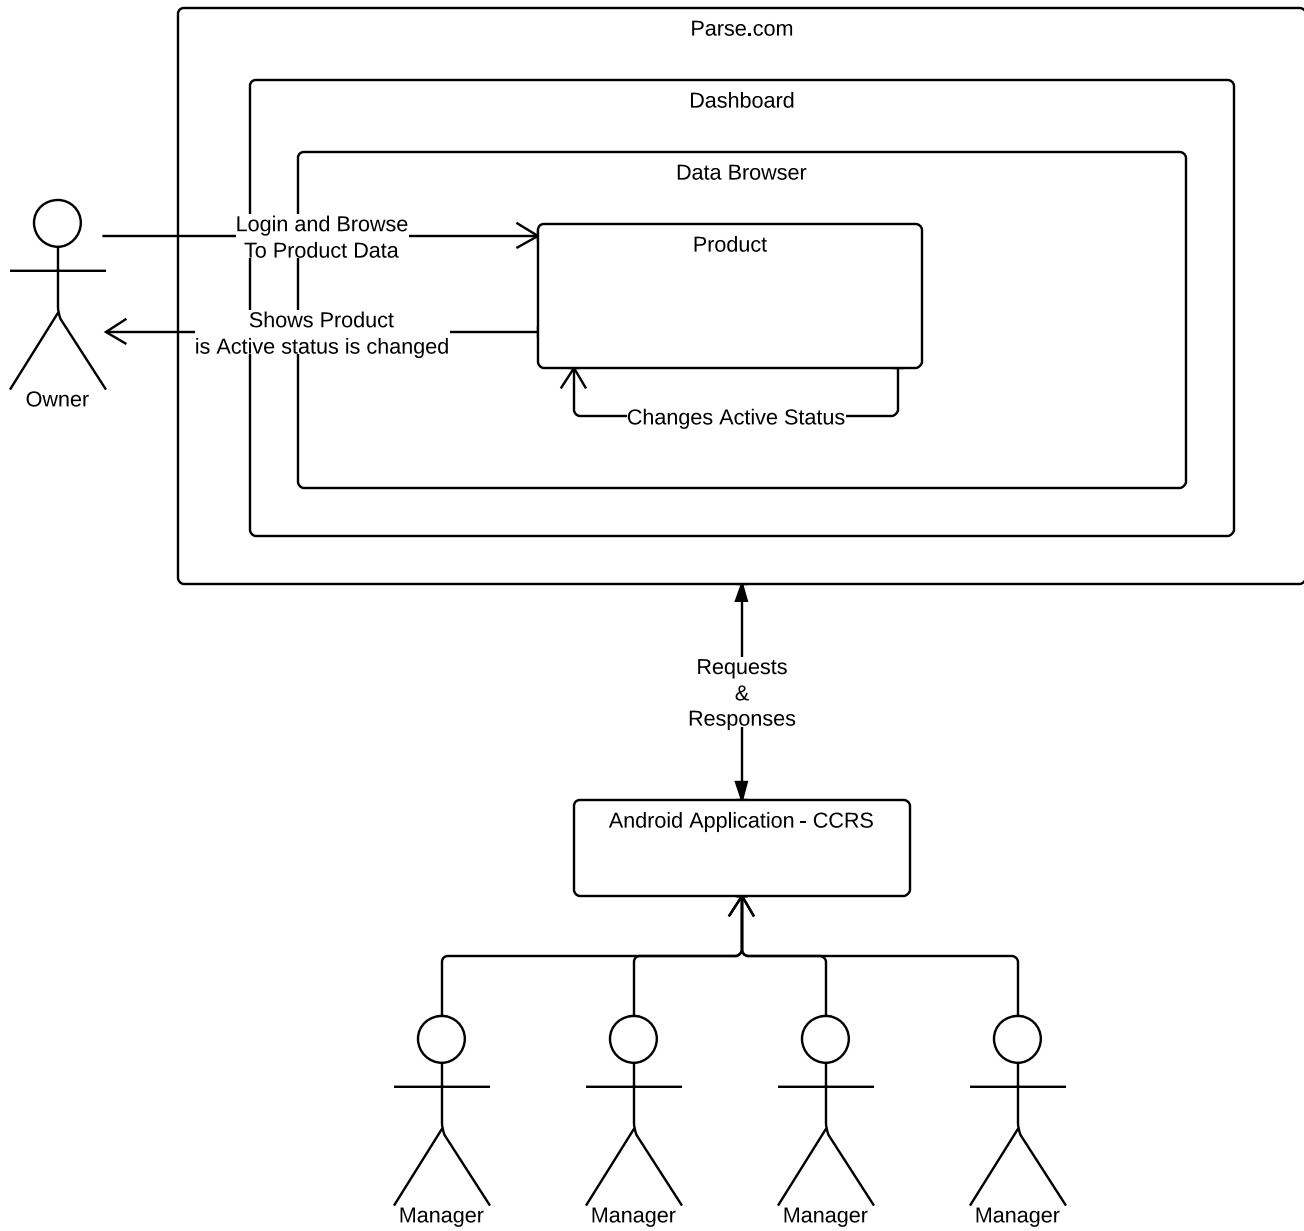 Parse.com
Dashboard
Data Browser
Login and Browse
To Product Data
Product
Shows Product
is Active status is changed
Owner
Changes Active Status
Requests
&
Responses
Android Application - CCRS
Manager
Manager
Manager
Manager